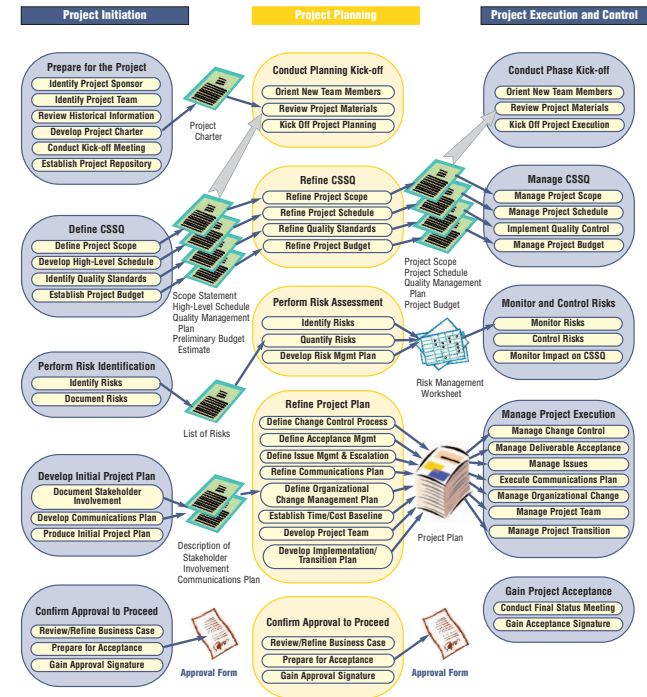 Project Initiation
Project Planning
Project Execution and Control
Prepare for the Project
Identify Project Sponsor
Identify Project Team
Review Historical Information
Develop Project Charter
Conduct Kick-off Meeting
Establish Project Repository
Project
Charter
Conduct Planning Kick-off
Orient New Team Members
Review Project Materials
Kick Off Project Planning
Conduct Phase Kick-off
Orient New Team Members
Review Project Materials
Kick Off Project Execution
Define CSSQ
Define Project Scope
Develop High-Level Schedule
Identify Quality Standards
Establish Project Budget
Scope Statement
High-Level Schedule
Quality Management
Plan
Preliminary Budget
Estimate
Refine CSSQ
Refine Project Scope
Refine Project Schedule
Refine Quality Standards
Refine Project Budget
Project Scope
Project Schedule
Quality Management
Plan
Project Budget
Manage CSSQ
Manage Project Scope
Manage Project Schedule
Implement Quality Control
Manage Project Budget
Perform Risk Identification
Identify Risks
Document Risks
List of Risks
Perform Risk Assessment
Identify Risks
Quantify Risks
Develop Risk Mgmt Plan
Risk Management
Worksheet
Monitor and Control Risks
Monitor Risks
Control Risks
Monitor Impact on CSSQ
Develop Initial Project Plan
Document Stakeholder
Involvement
Develop Communications Plan
Produce Initial Project Plan
Description of
Stakeholder
Involvement
Communications Plan
Refine Project Plan
Define Change Control Process
Define Acceptance Mgmt
Define Issue Mgmt & Escalation
Refine Communications Plan
Define Organizational
Change Management Plan
Establish Time/Cost Baseline
Develop Project Team
Develop Implementation/
Transition Plan
Project Plan
Manage Project Execution
Manage Change Control
Manage Deliverable Acceptance
Manage Issues
Execute Communications Plan
Manage Organizational Change
Manage Project Team
Manage Project Transition
Confirm Approval to Proceed
Review/Refine Business Case
Prepare for Acceptance
Gain Approval Signature
Approval Form
Confirm Approval to Proceed
Review/Refine Business Case
Prepare for Acceptance
Gain Approval Signature
Approval Form
Gain Project Acceptance
Conduct Final Status Meeting
Gain Acceptance Signature